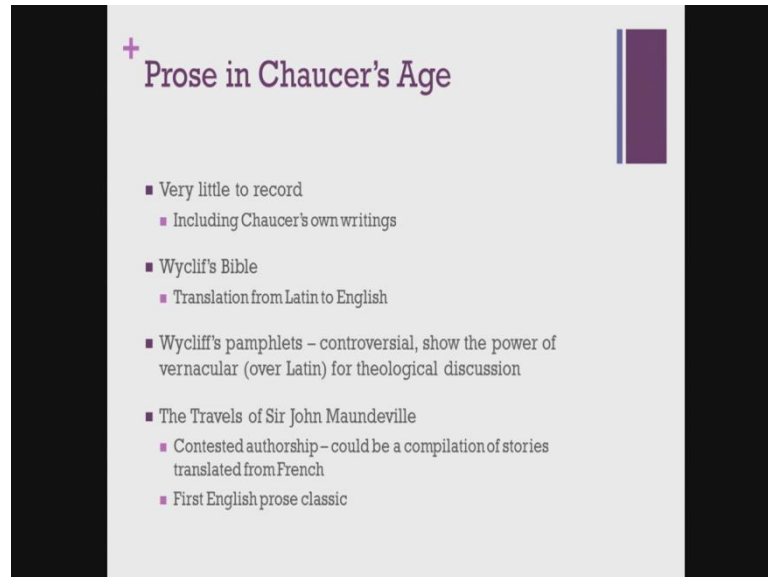 +
Prose in Chaucer's Age
▪ Very little to record
▪ Including Chaucer's own writings
▪ Wyclif's Bible
▪ Translation from Latin to English
▪ Wycliff's pamphlets – controversial, show the power of
vernacular (over Latin) for theological discussion
▪ The Travels of Sir John Maundeville
▪ Contested authorship – could be a compilation of stories
translated from French
▪ First English prose classic